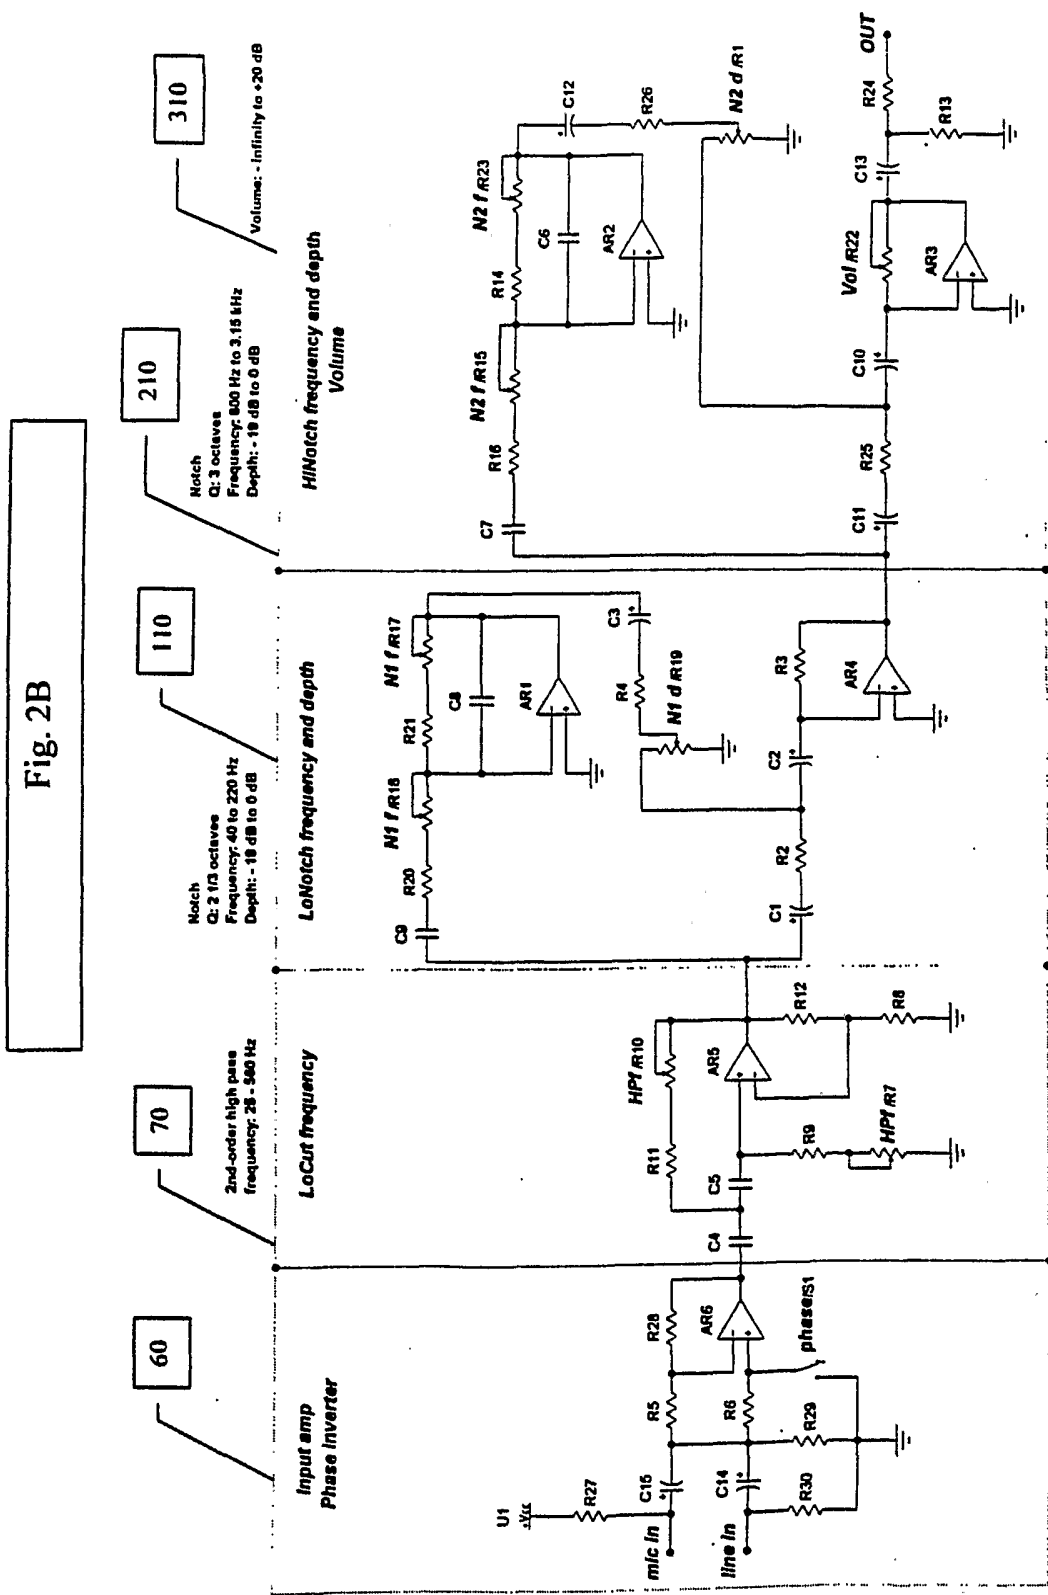 Fig. 2B
60
70
110
210
310
2nd-order high pass
frequency: 25 - 560 Hz
Notch
Q: 2 1/3 octaves
Frequency: 40 to 220 Hz
Depth: - 18 dB to 0 dB
Notch
Q: 3 octaves
Frequency: 800 Hz to 3.15 kHz
Depth: - 18 dB to 0 dB
Volume: - Infinity to +20 dB
Input amp
Phase Inverter
LoCut frequency
LoNotch frequency and depth
HiNotch frequency and depth
Volume
U1
+Vcc
R27
mic in
C15
R5
R28
AR6
line in
C14
R6
R30
R29
phase/S1
C4
C5
R11
HPf /R10
AR5
R9
HPf /R7
R12
R8
C9
R20
N1 f /R18
R21
N1 f /R17
C8
AR1
C3
R4
N1 d /R19
C1
R2
C2
R3
AR4
C7
R16
N2 f /R15
R14
N2 f /R23
C6
AR2
C12
R26
N2 d /R1
C11
R25
C10
Vol /R22
AR3
C13
R24
R13
OUT